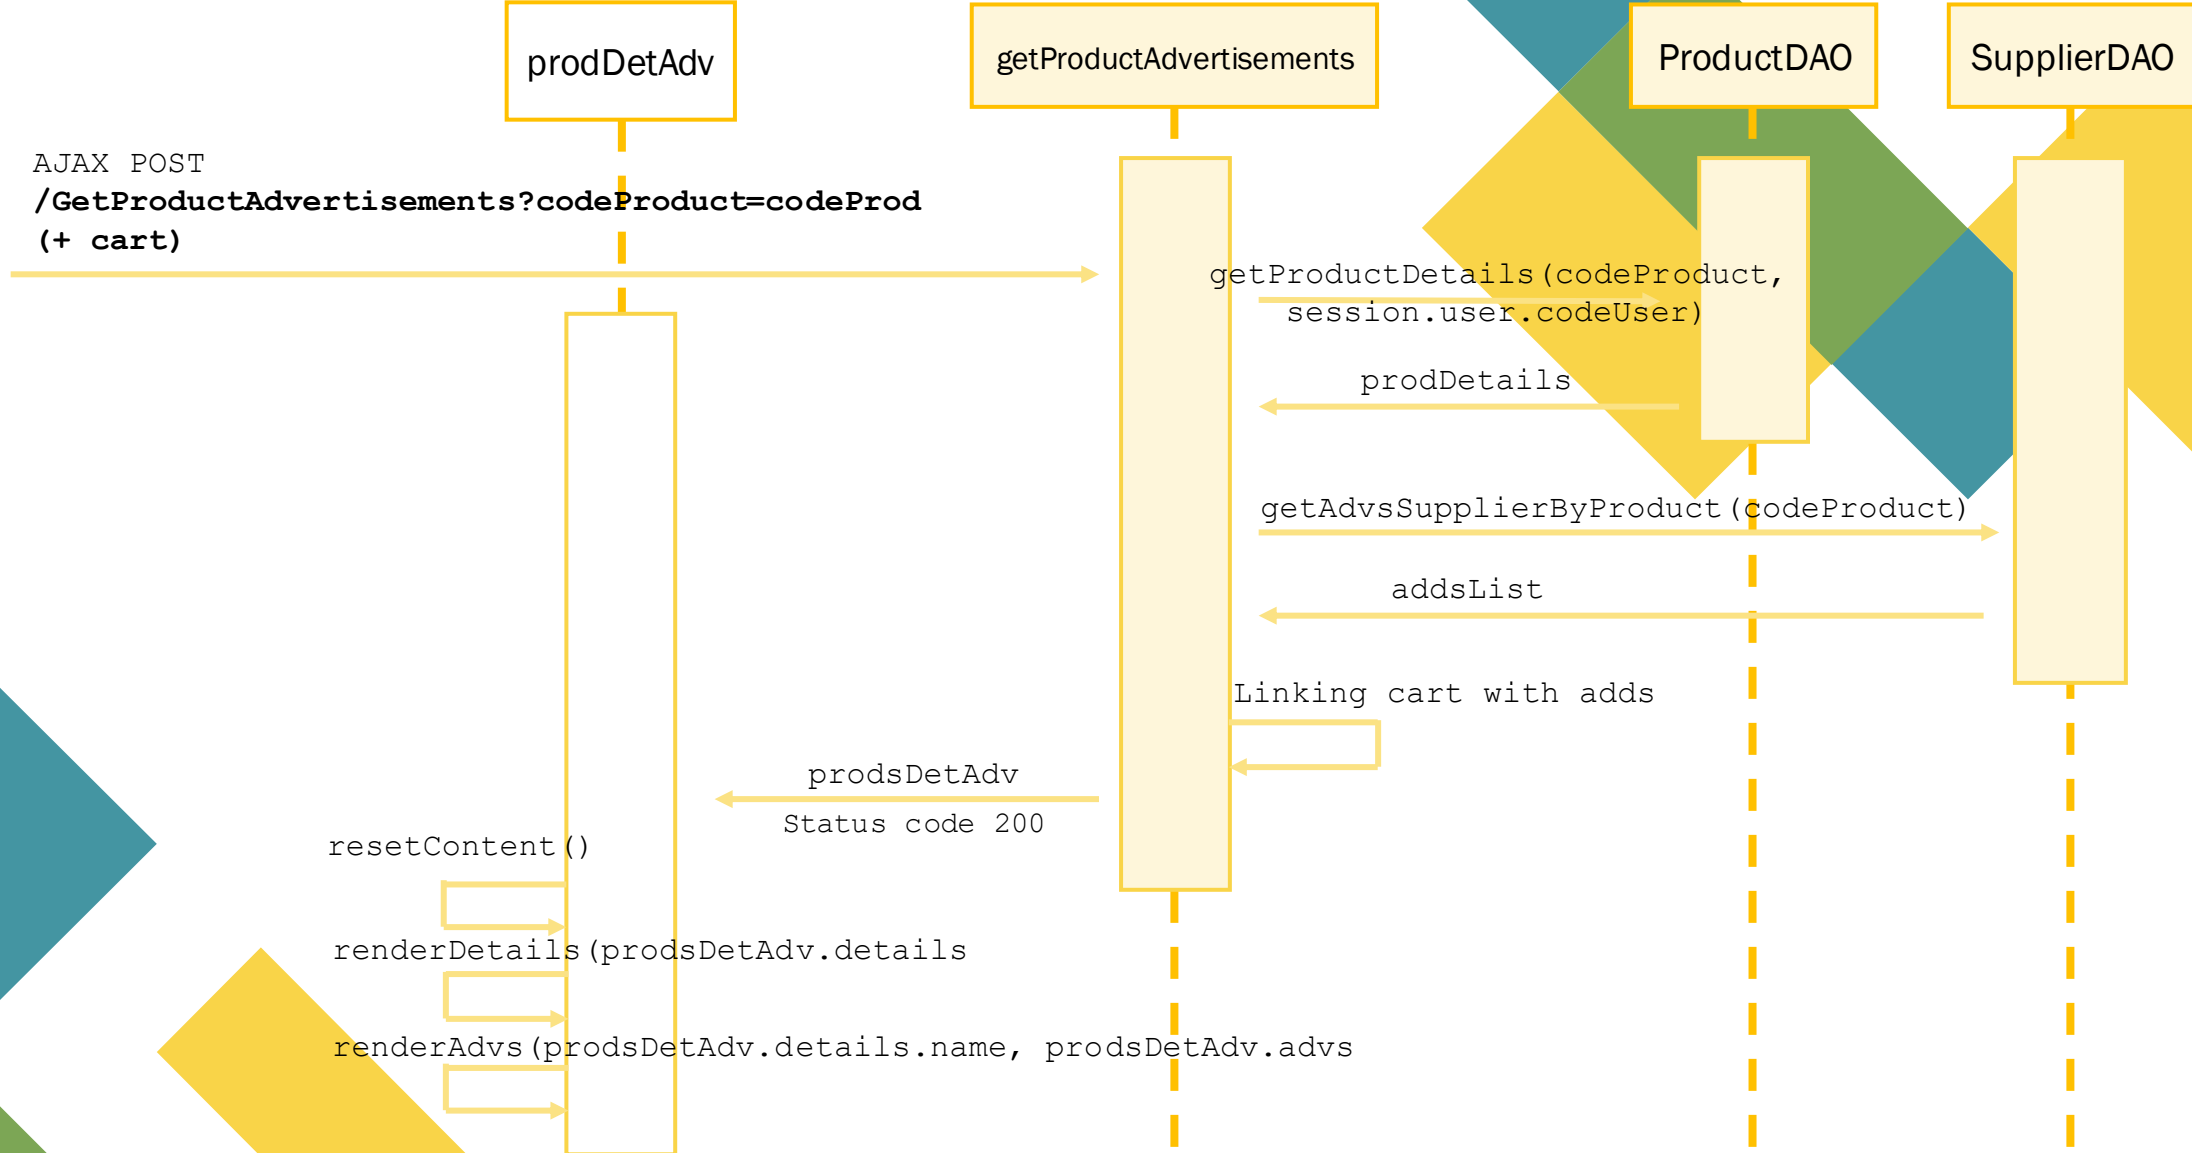 prodDetAdv
getProductAdvertisements
ProductDAO
SupplierDAO
AJAX POST
/GetProductAdvertisements?codeProduct=codeProd
(+ cart)
getProductDetails(codeProduct,
session.user.codeUser)
prodDetails
getAdvsSupplierByProduct(codeProduct)
addsList
Linking cart with adds
prodsDetAdv
Status code 200
resetContent()
renderDetails(prodsDetAdv.details
renderAdvs(prodsDetAdv.details.name, prodsDetAdv.advs